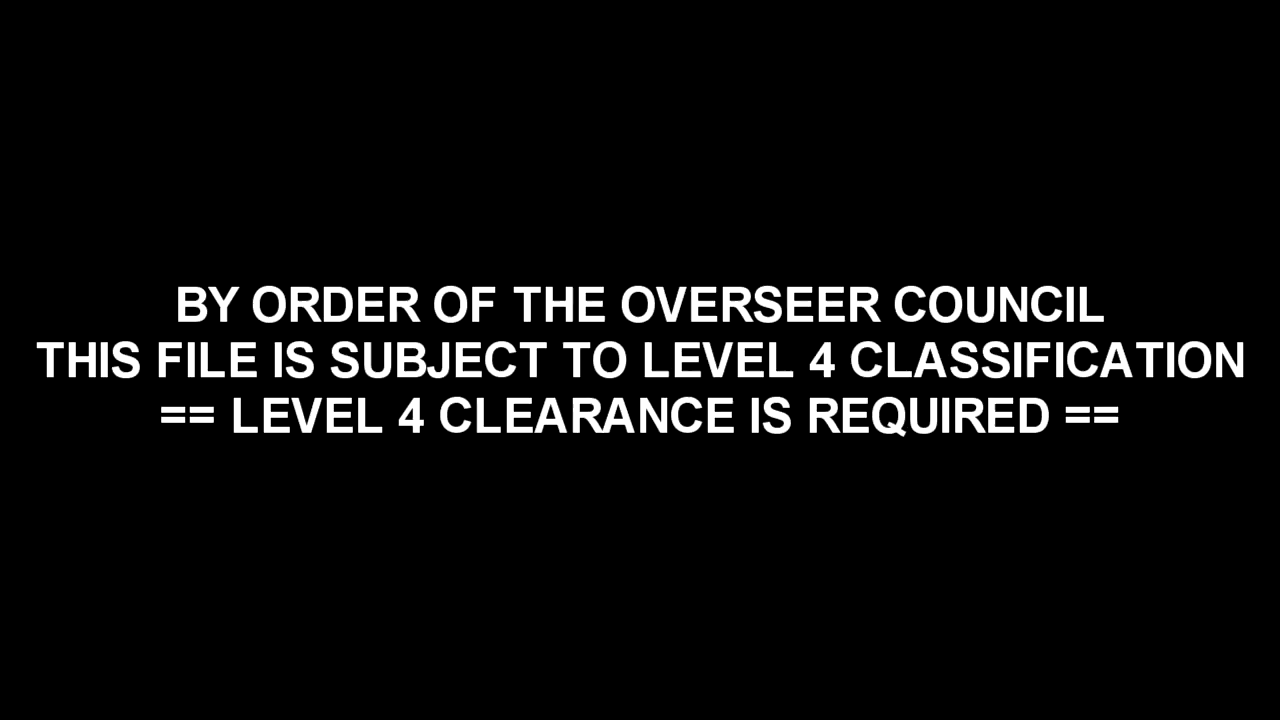 BY ORDER OF THE OVERSEER COUNCIL
THIS FILE IS SUBJECT TO LEVEL 4 CLASSIFICATION
== LEVEL 4 CLEARANCE IS REQUIRED ==